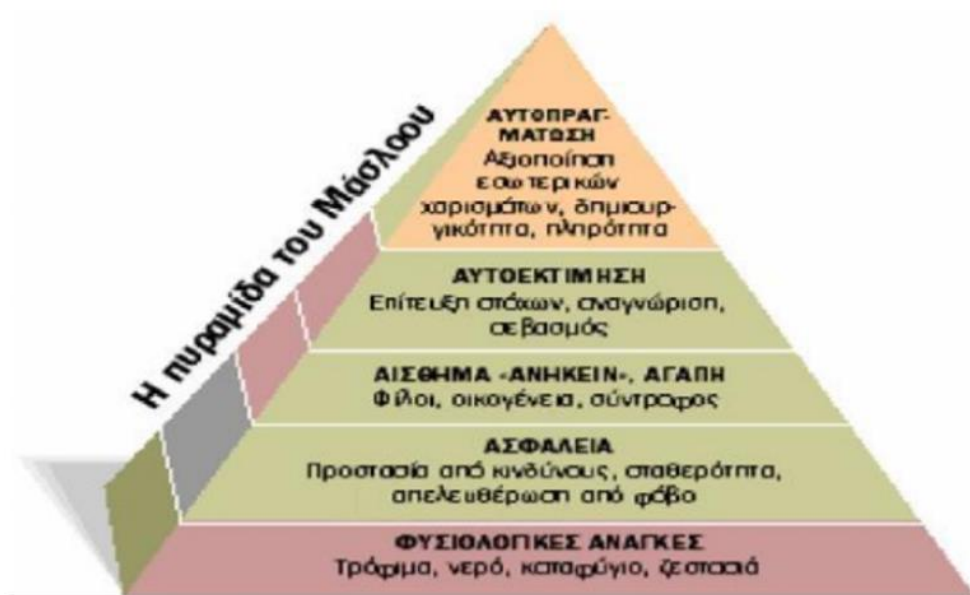 Η πυραμίδα του Μάσλοου
ΑΥΤΟΠΡΑΓ-
ΜΑΤΩΣΗ
Αξιοποίηση
εσωτερικών
χαρισμάτων, δημιουρ-
γικότητα, πληρότητα
ΑΥΤΟΕΚΤΙΜΗΣΗ
Επίτευξη στόχων, αναγνώριση,
σεβασμός
ΑΙΣΘΗΜΑ «ΑΝΗΚΕΙΝ», ΑΓΑΠΗ
Φίλοι, οικογένεια, σύντροφος
ΑΣΦΑΛΕΙΑ
Προστασία από κινδύνους, σταθερότητα,
απελευθέρωση από φόβο
ΦΥΣΙΟΛΟΓΙΚΕΣ ΑΝΑΓΚΕΣ
Τρόφιμα, νερό, καταφύγιο, ζεστασιά